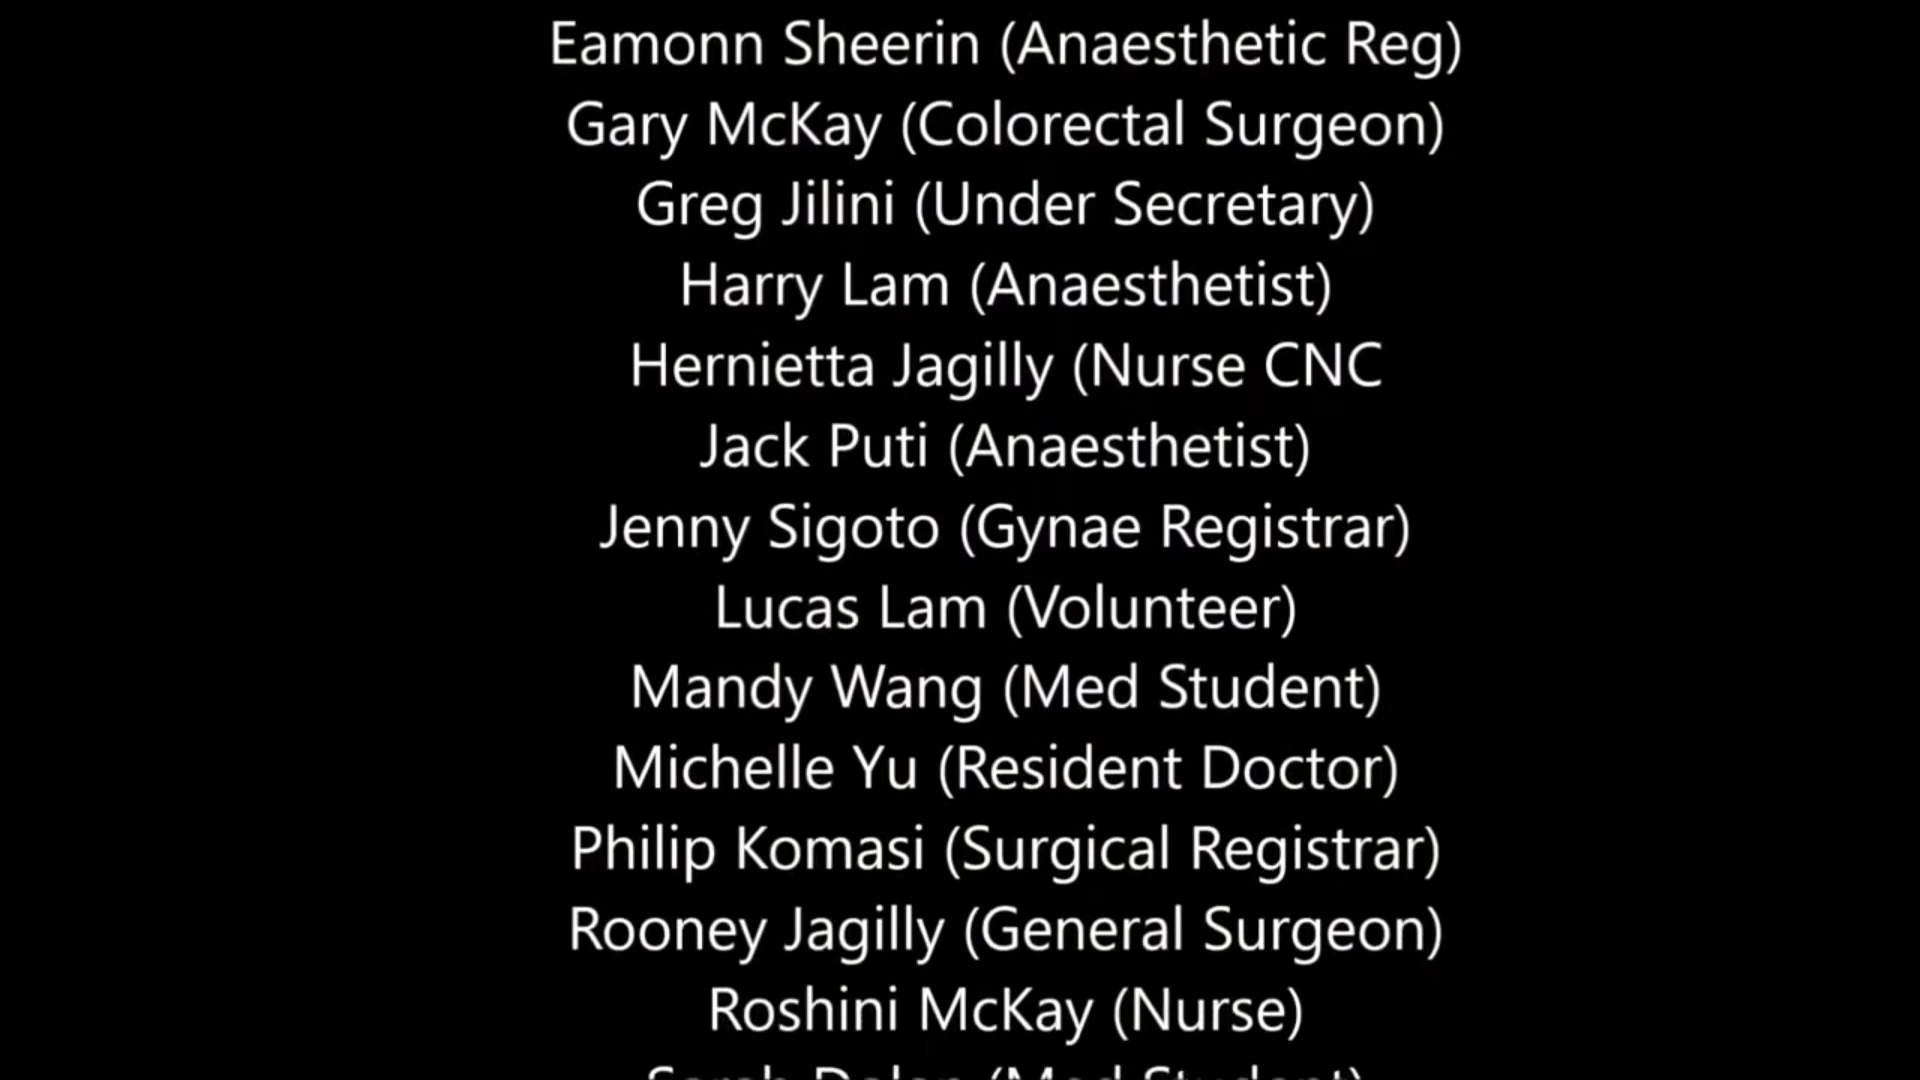 Eamonn Sheerin (Anaesthetic Reg)
Gary McKay (Colorectal Surgeon)
Greg Jilini (Under Secretary)
Harry Lam (Anaesthetist)
Hernietta Jagilly (Nurse CNC
Jack Puti (Anaesthetist)
Jenny Sigoto (Gynae Registrar)
Lucas Lam (Volunteer)
Mandy Wang (Med Student)
Michelle Yu (Resident Doctor)
Philip Komasi (Surgical Registrar)
Rooney Jagilly (General Surgeon)
Roshini McKay (Nurse)
(Med Student)